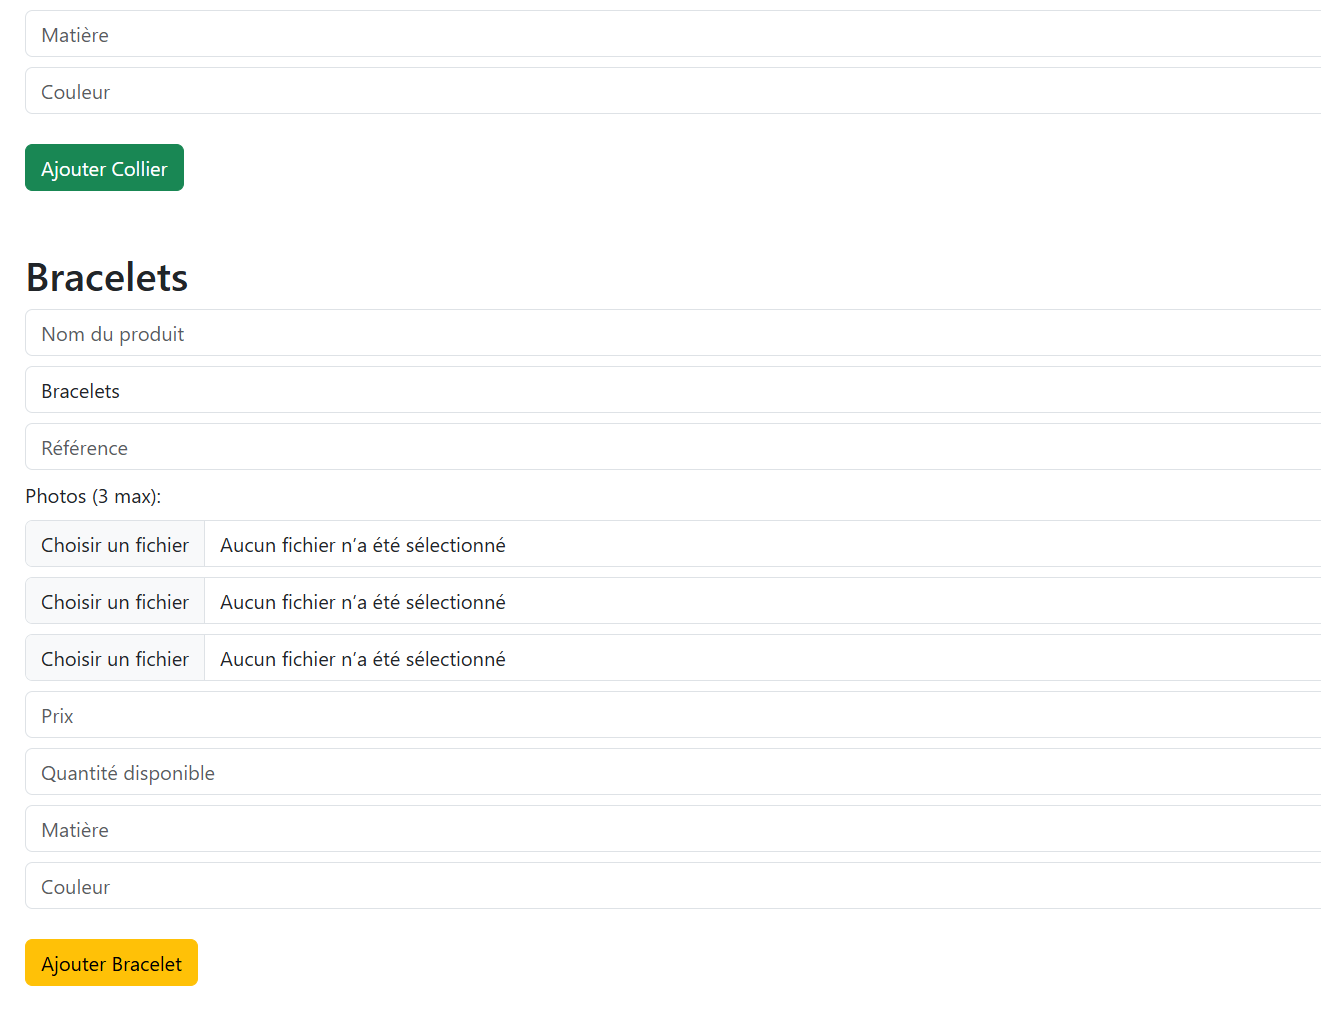 Matière
Couleur
Ajouter Collier
Bracelets
Nom du produit
Bracelets
Référence
Photos (3 max):
Choisir un fichier Aucun fichier n’a été sélectionné
Choisir un fichier Aucun fichier n’a été sélectionné
Choisir un fichier Aucun fichier n’a été sélectionné
Prix
Quantité disponible
Matière
Couleur
Ajouter Bracelet